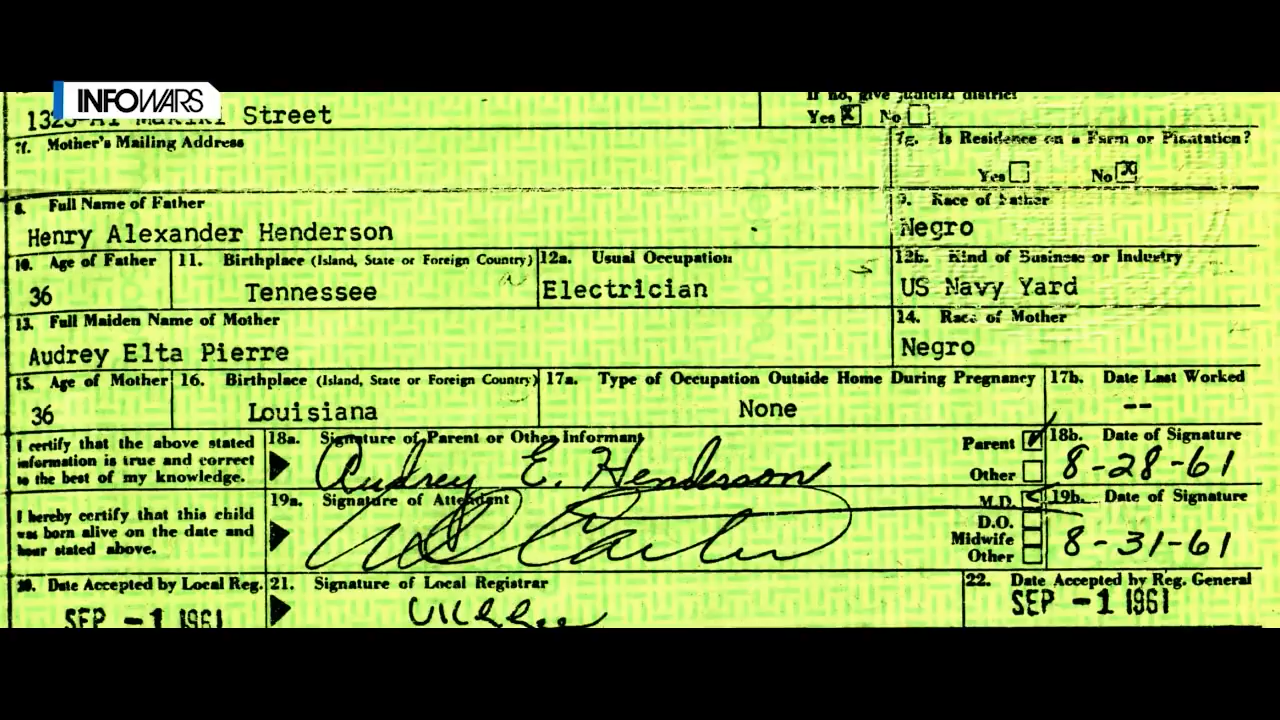 INFOWARS
If no, give judicial district
Street
Yes X No
7f. Mother's Mailing Address
7g. Is Residence on a Farm or Plantation?
Yes No X
8. Full Name of Father
9. Race of Father
Henry Alexander Henderson
Negro
10. Age of Father
11. Birthplace (Island, State or Foreign Country)
12a. Usual Occupation
12b. Kind of Business or Industry
36
Tennessee
Electrician
US Navy Yard
13. Full Maiden Name of Mother
14. Race of Mother
Audrey Elta Pierre
Negro
15. Age of Mother
16. Birthplace (Island, State or Foreign Country)
17a. Type of Occupation Outside Home During Pregnancy
17b. Date Last Worked
36
Louisiana
None
--
I certify that the above stated
information is true and correct
to the best of my knowledge.
18a. Signature of Parent or Other Informant
Audrey E. Henderson
Parent
Other
18b. Date of Signature
8-28-61
I hereby certify that this child
was born alive on the date and
hour stated above.
19a. Signature of Attendant
M.D.
D.O.
Midwife
Other
19b. Date of Signature
8-31-61
20. Date Accepted by Local Reg.
SEP -1 1961
21. Signature of Local Registrar
22. Date Accepted by Reg. General
SEP -1 1961